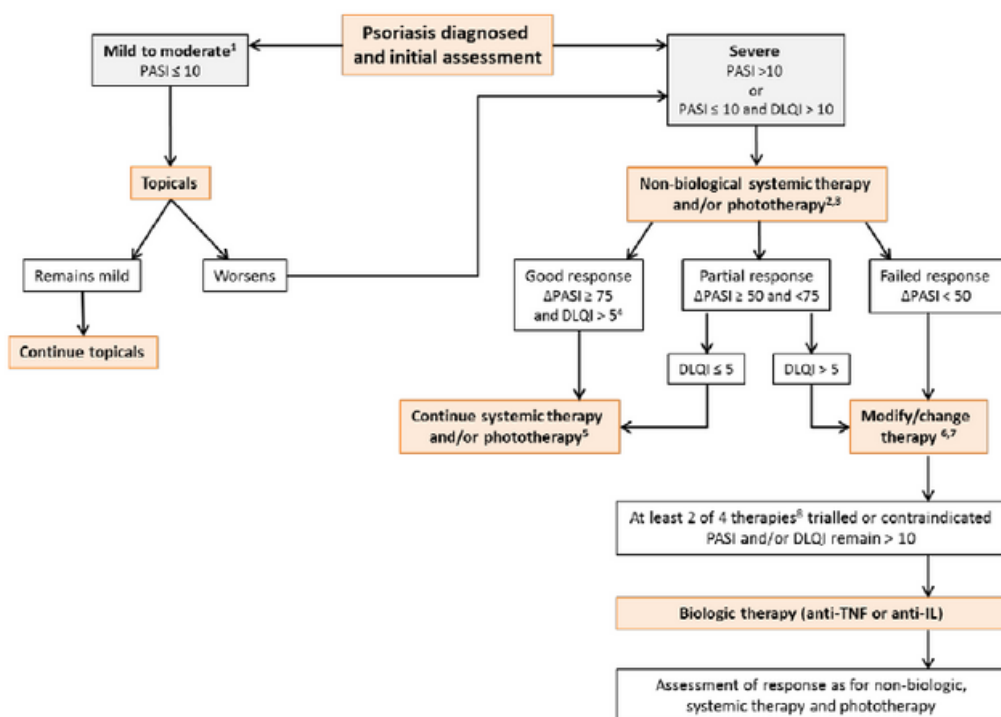 Psoriasis diagnosed
and initial assessment
Mild to moderate¹
PASI ≤ 10
Severe
PASI >10
or
PASI ≤ 10 and DLQI > 10
Topicals
Non-biological systemic therapy
and/or phototherapy²,³
Remains mild
Worsens
Good response
ΔPASI ≥ 75
and DLQI > 5⁴
Partial response
ΔPASI ≥ 50 and <75
Failed response
ΔPASI < 50
Continue topicals
DLQI ≤ 5
DLQI > 5
Continue systemic therapy
and/or phototherapy⁵
Modify/change
therapy ⁶,⁷
At least 2 of 4 therapies⁸ trialled or contraindicated
PASI and/or DLQI remain > 10
Biologic therapy (anti-TNF or anti-IL)
Assessment of response as for non-biologic,
systemic therapy and phototherapy